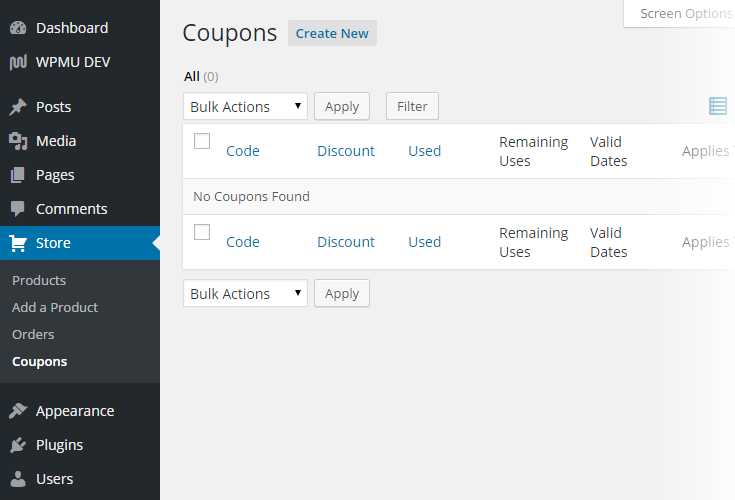 Dashboard
WPMU DEV
Posts
Media
Pages
Comments
Store
Products
Add a Product
Orders
Coupons
Appearance
Plugins
Users
Screen Options
Coupons Create New
All (0)
Bulk Actions Apply Filter
Code Discount Used Remaining Uses Valid Dates Applies
No Coupons Found
Code Discount Used Remaining Uses Valid Dates Applies
Bulk Actions Apply